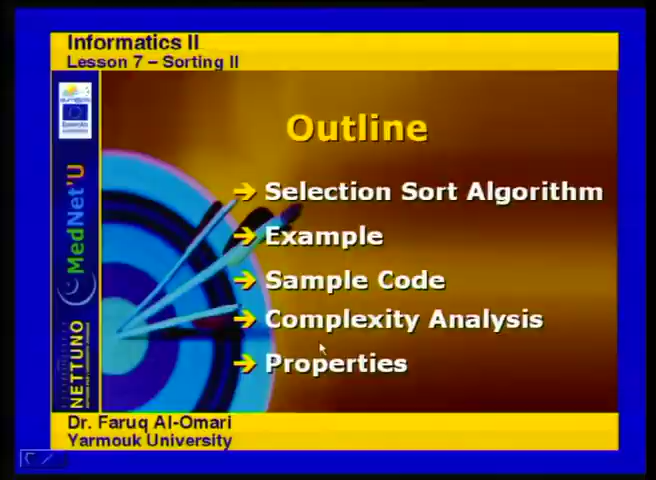 Informatics II
Lesson 7 – Sorting II
Outline
Selection Sort Algorithm
Example
Sample Code
Complexity Analysis
Properties
MedNet'U
NETTUNO
Dr. Faruq Al-Omari
Yarmouk University